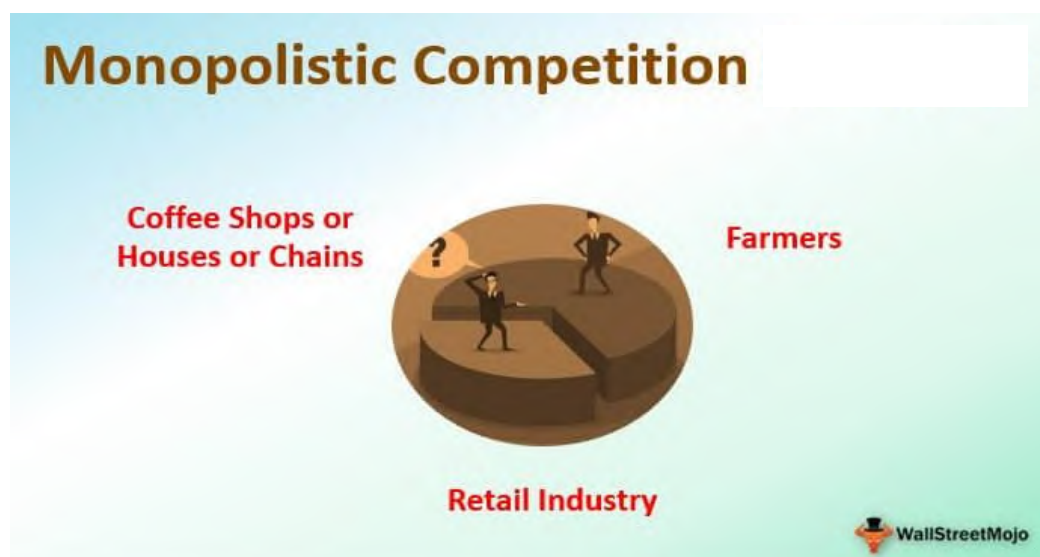 Monopolistic Competition
Coffee Shops or
Houses or Chains
?
Farmers
Retail Industry
WallStreetMojo